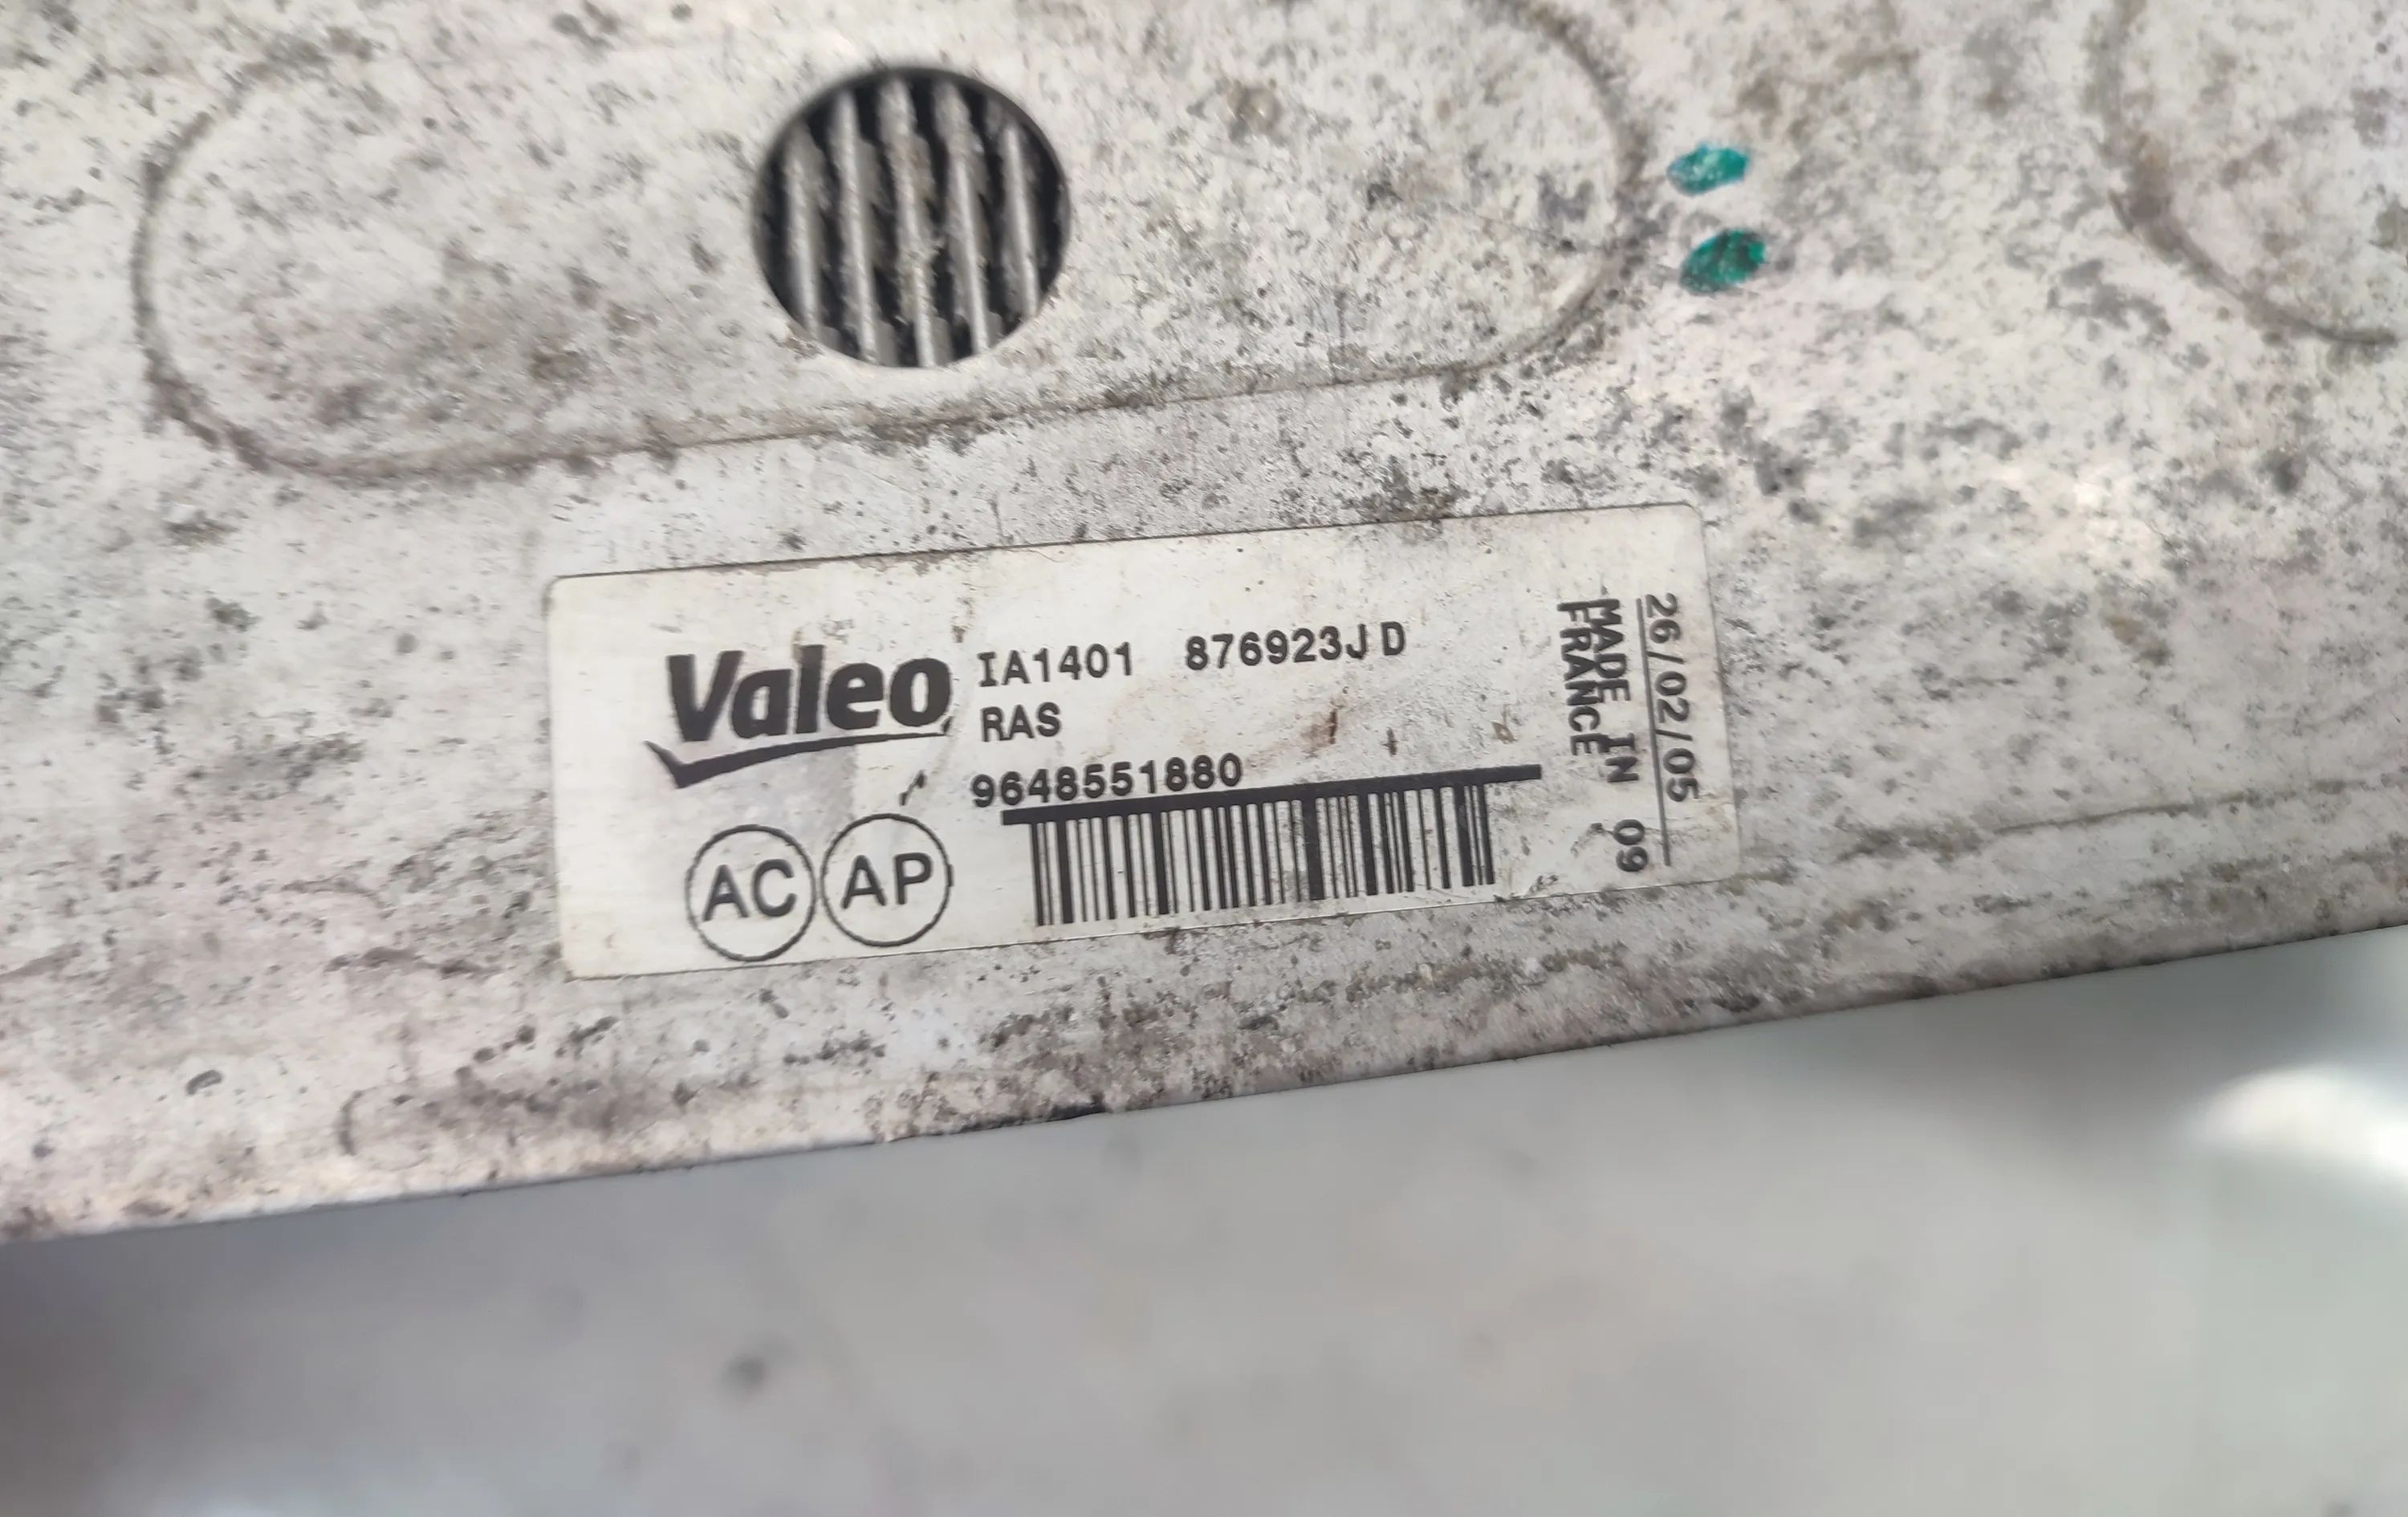 Valeo
IA1401 876923J D
RAS
9648551880
AC AP
26/02/05
MADE IN 09
FRANCE